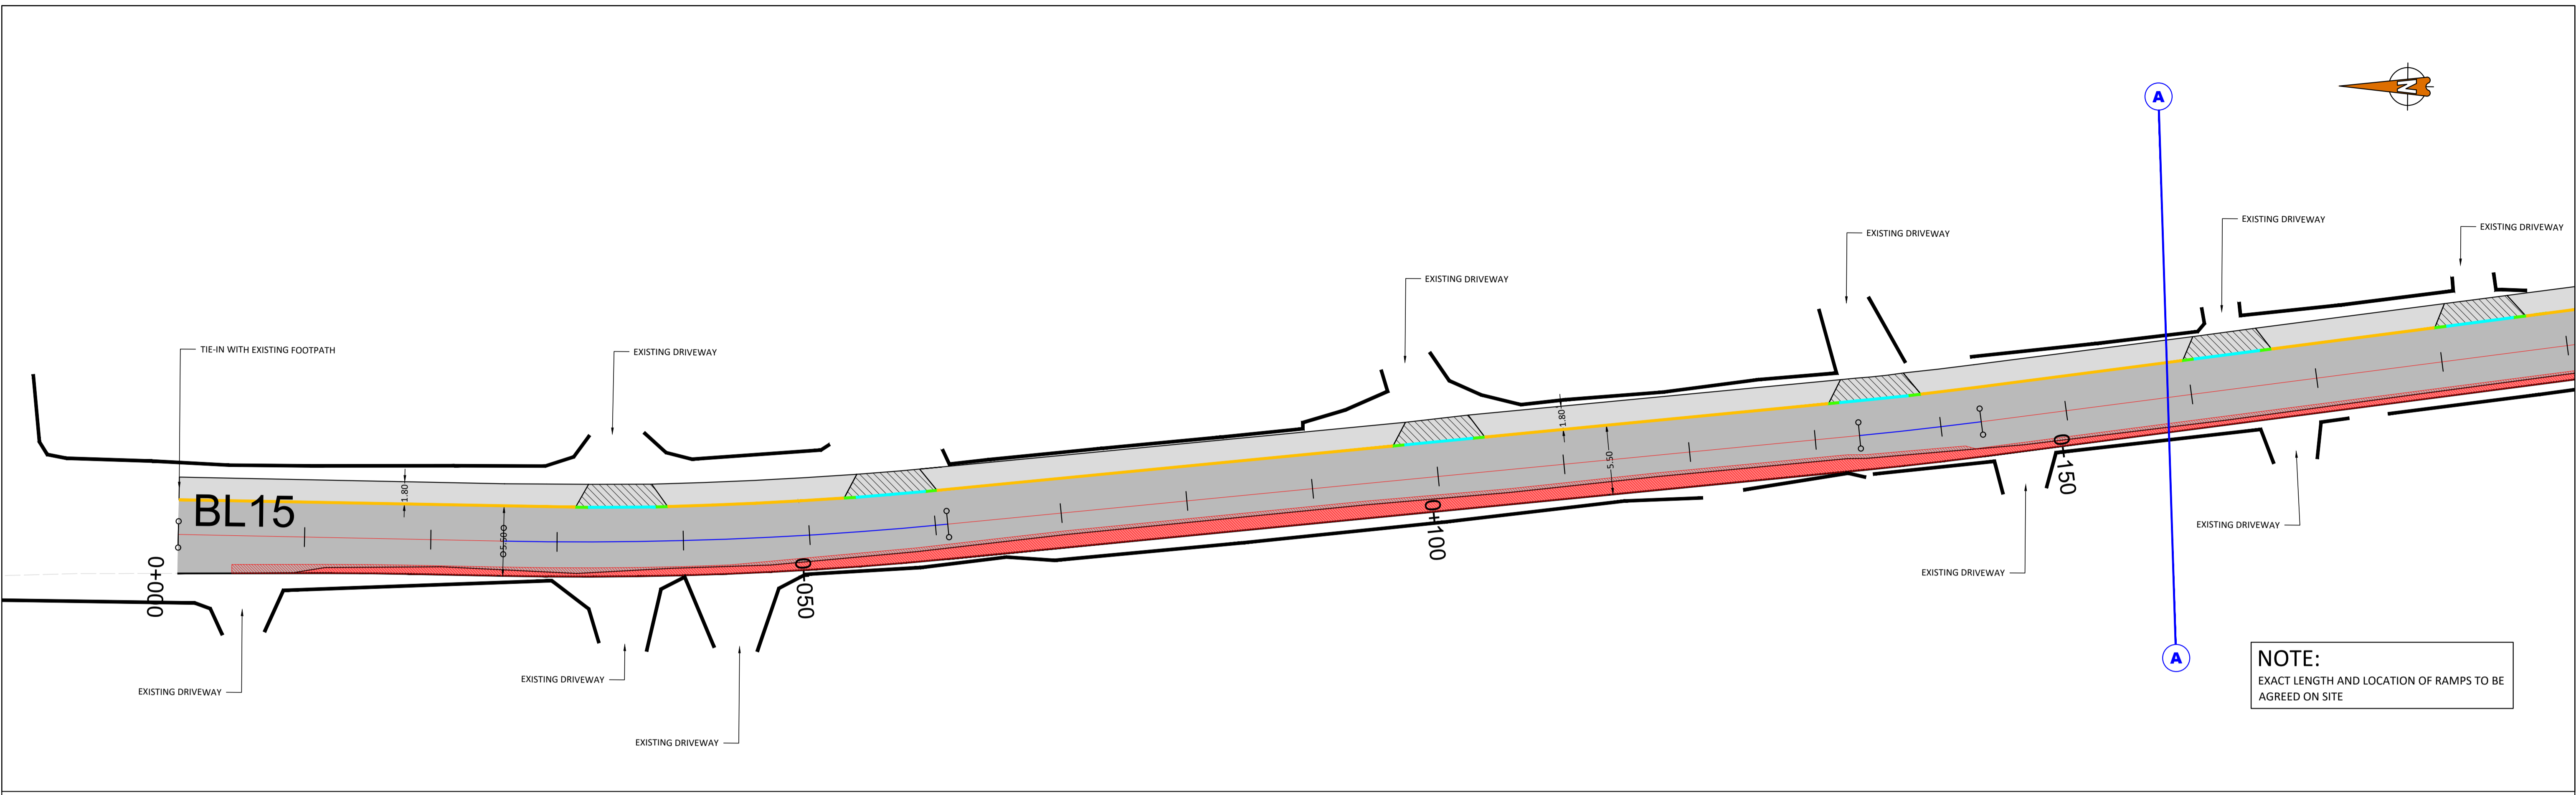 N
A
EXISTING DRIVEWAY
EXISTING DRIVEWAY
EXISTING DRIVEWAY
EXISTING DRIVEWAY
TIE-IN WITH EXISTING FOOTPATH
EXISTING DRIVEWAY
1.80
1.80
5.50
5.50
BL15
0+000
0+050
0+100
0+150
EXISTING DRIVEWAY
EXISTING DRIVEWAY
EXISTING DRIVEWAY
EXISTING DRIVEWAY
EXISTING DRIVEWAY
A
NOTE:
EXACT LENGTH AND LOCATION OF RAMPS TO BE
AGREED ON SITE